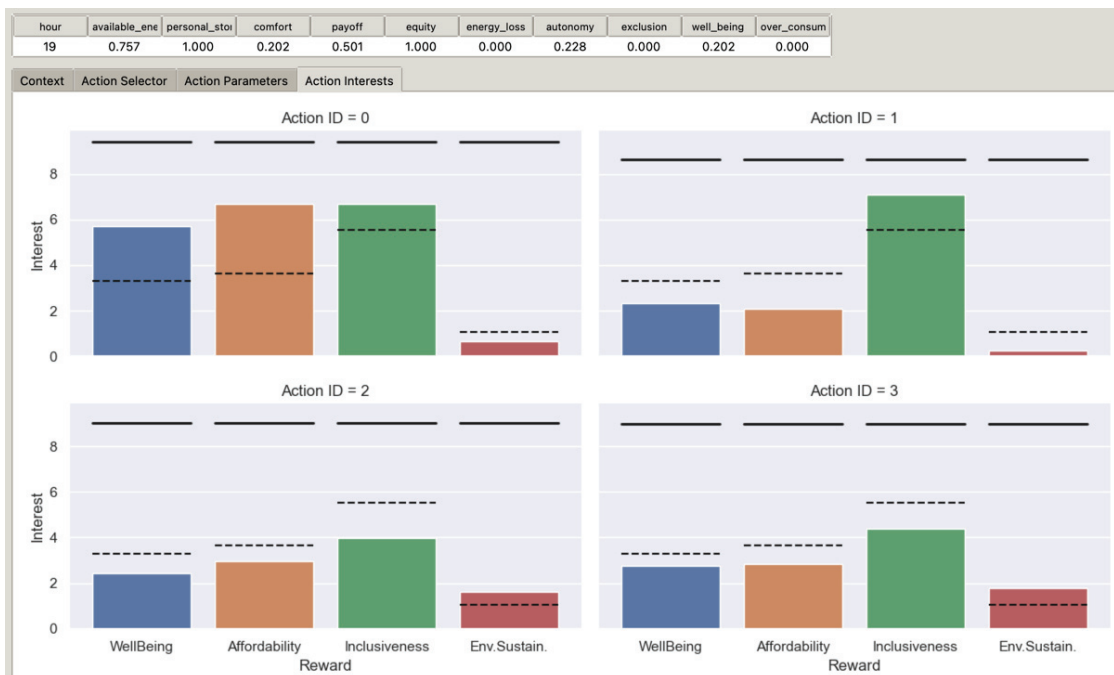 hour available_ene personal_stoi comfort payoff equity energy_loss autonomy exclusion well_being over_consum
19 0.757 1.000 0.202 0.501 1.000 0.000 0.228 0.000 0.202 0.000
Context Action Selector Action Parameters Action Interests
Action ID = 0 Action ID = 1
8
6
4
2
0
Interest
Action ID = 2 Action ID = 3
8
6
4
2
0
Interest
WellBeing Affordability Inclusiveness Env.Sustain. WellBeing Affordability Inclusiveness Env.Sustain.
Reward Reward